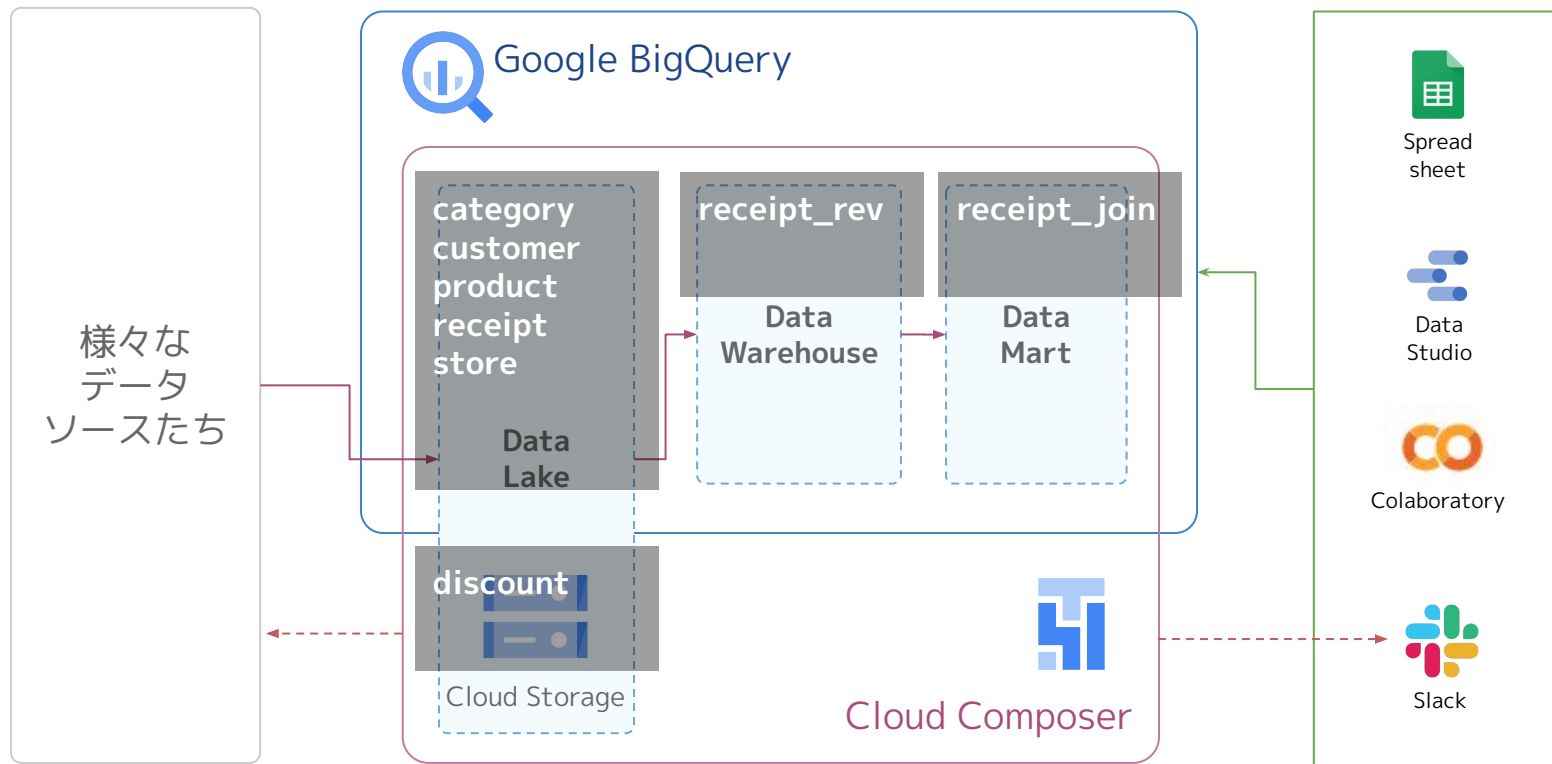 様々な
データ
ソースたち
Google BigQuery
category
customer
product
receipt
store
Data
Lake
discount
Cloud Storage
receipt_rev
Data
Warehouse
receipt_join
Data
Mart
Cloud Composer
Spread
sheet
Data
Studio
Colaboratory
Slack